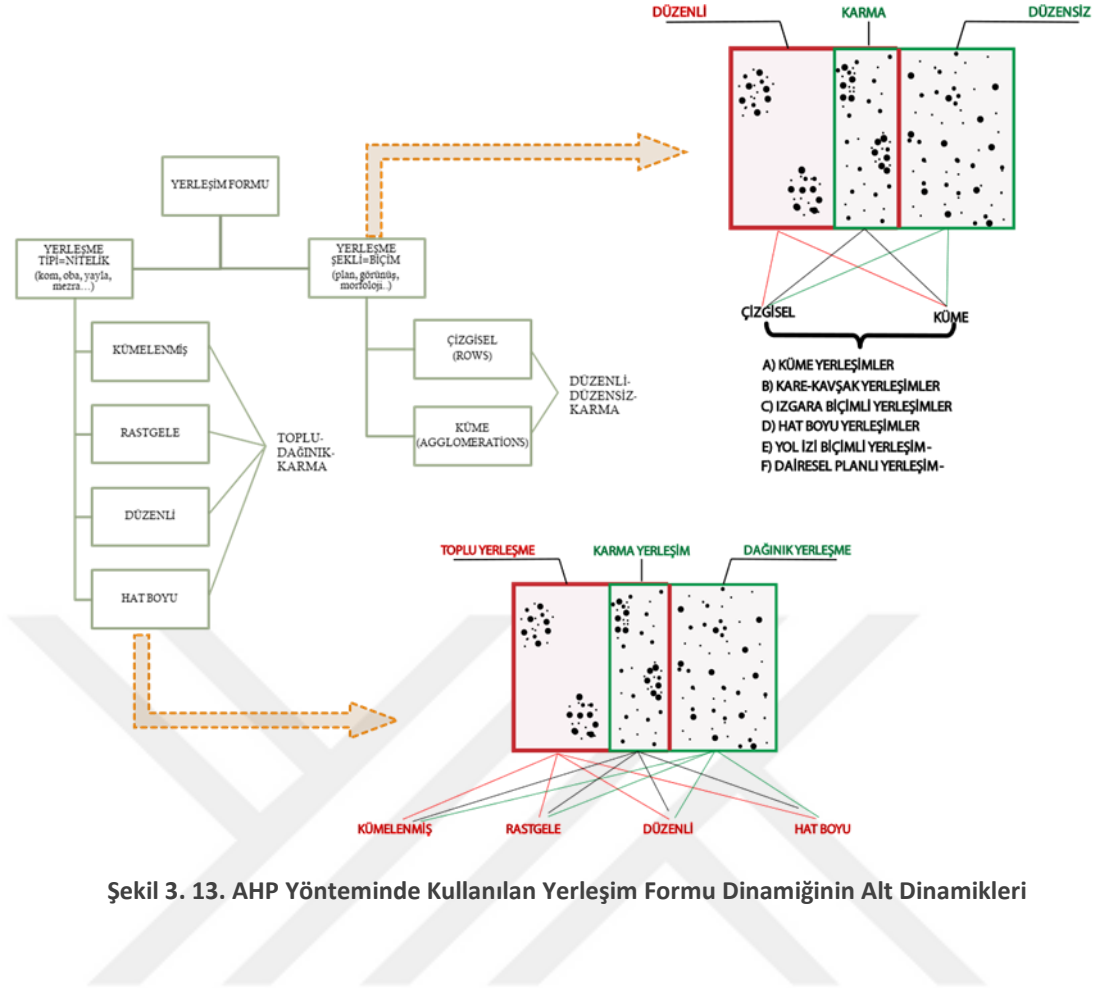 DÜZENLİ
KARMA
DÜZENSİZ
YERLEŞİM FORMU
YERLEŞME
TİPİ=NİTELİK
(kom, oba, yayla,
mezra…)
YERLEŞME
ŞEKLİ=BİÇİM
(plan, görünüş,
morfoloji..)
KÜMELENMİŞ
RASTGELE
DÜZENLİ
HAT BOYU
TOPLU-
DAĞINIK-
KARMA
ÇİZGİSEL
(ROWS)
KÜME
(AGGLOMERATIONS)
DÜZENLİ-
DÜZENSİZ-
KARMA
ÇİZGİSEL
KÜME
A) KÜME YERLEŞİMLER
B) KARE-KAVŞAK YERLEŞİMLER
C) IZGARA BİÇİMLİ YERLEŞİMLER
D) HAT BOYU YERLEŞİMLER
E) YOL İZİ BİÇİMLİ YERLEŞİM-
F) DAİRESEL PLANLI YERLEŞİM-
TOPLU YERLEŞME
KARMA YERLEŞİM
DAĞINIK YERLEŞME
KÜMELENMİŞ
RASTGELE
DÜZENLİ
HAT BOYU
Şekil 3. 13. AHP Yönteminde Kullanılan Yerleşim Formu Dinamiğinin Alt Dinamikleri